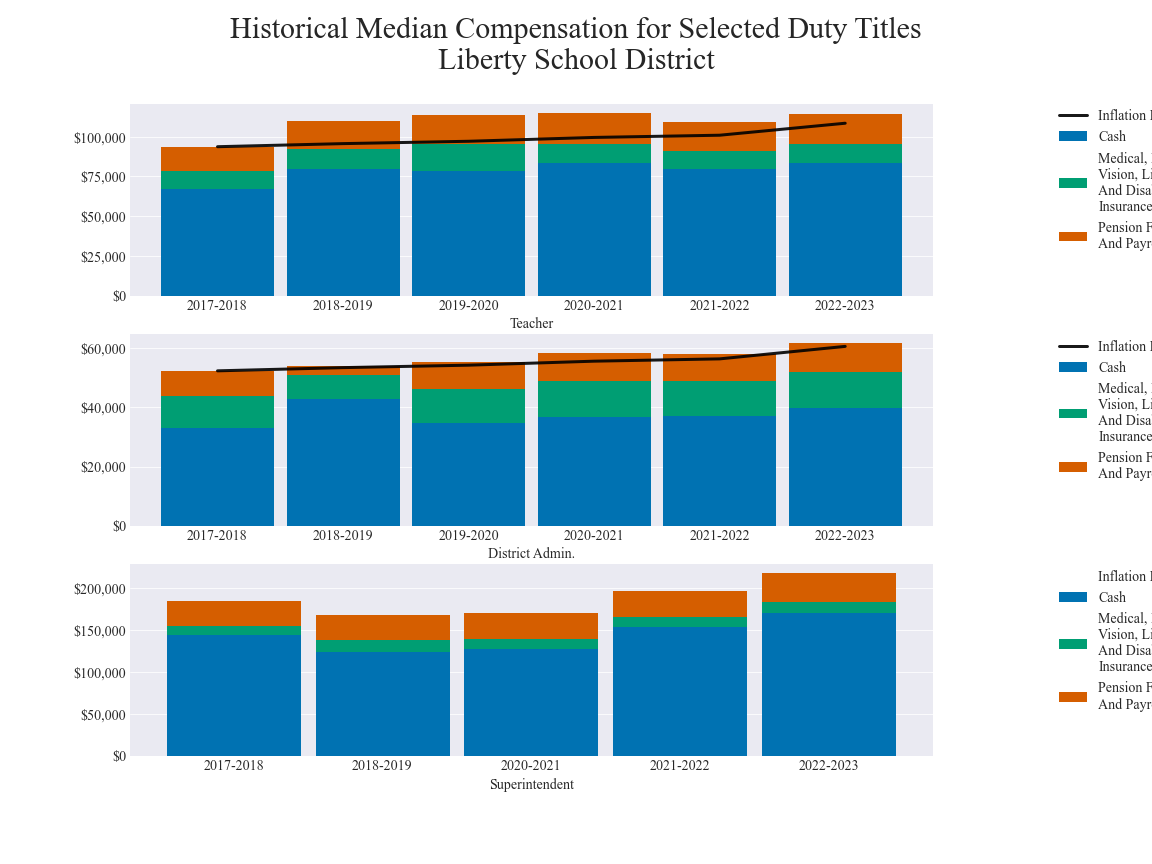 Historical Median Compensation for Selected Duty Titles
Liberty School District
$100,000
$75,000
$50,000
$25,000
$0
2017-2018 2018-2019 2019-2020 2020-2021 2021-2022 2022-2023
Teacher
Inflation
Cash
Medical,
Vision, Li
And Disa
Insurance
Pension F
And Payr
$60,000
$40,000
$20,000
$0
2017-2018 2018-2019 2019-2020 2020-2021 2021-2022 2022-2023
District Admin.
Inflation
Cash
Medical,
Vision, Li
And Disa
Insurance
Pension F
And Payr
$200,000
$150,000
$100,000
$50,000
$0
2017-2018 2018-2019 2020-2021 2021-2022 2022-2023
Superintendent
Inflation
Cash
Medical,
Vision, Li
And Disa
Insurance
Pension F
And Payr